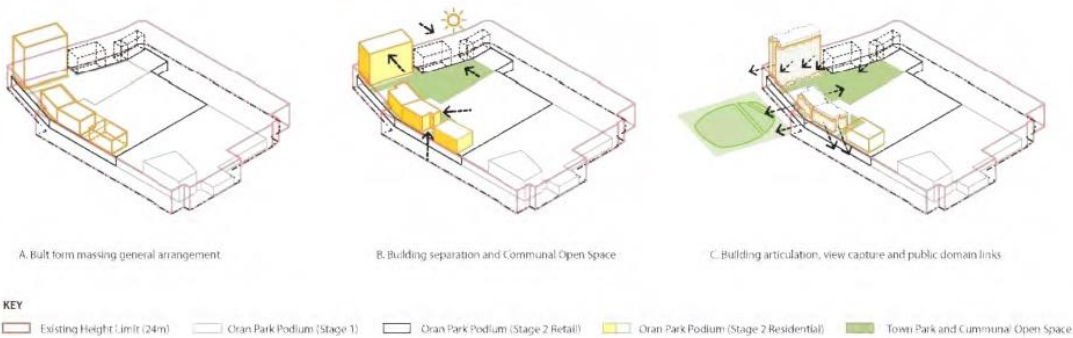 A. Built form massing general arrangement
B. Building separation and Communal Open Space
C. Building articulation, view capture and public domain links
KEY
Existing Height Limit (24m)
Oran Park Podium (Stage 1)
Oran Park Podium (Stage 2 Retail)
Oran Park Podium (Stage 2 Residential)
Town Park and Cummunal Open Space